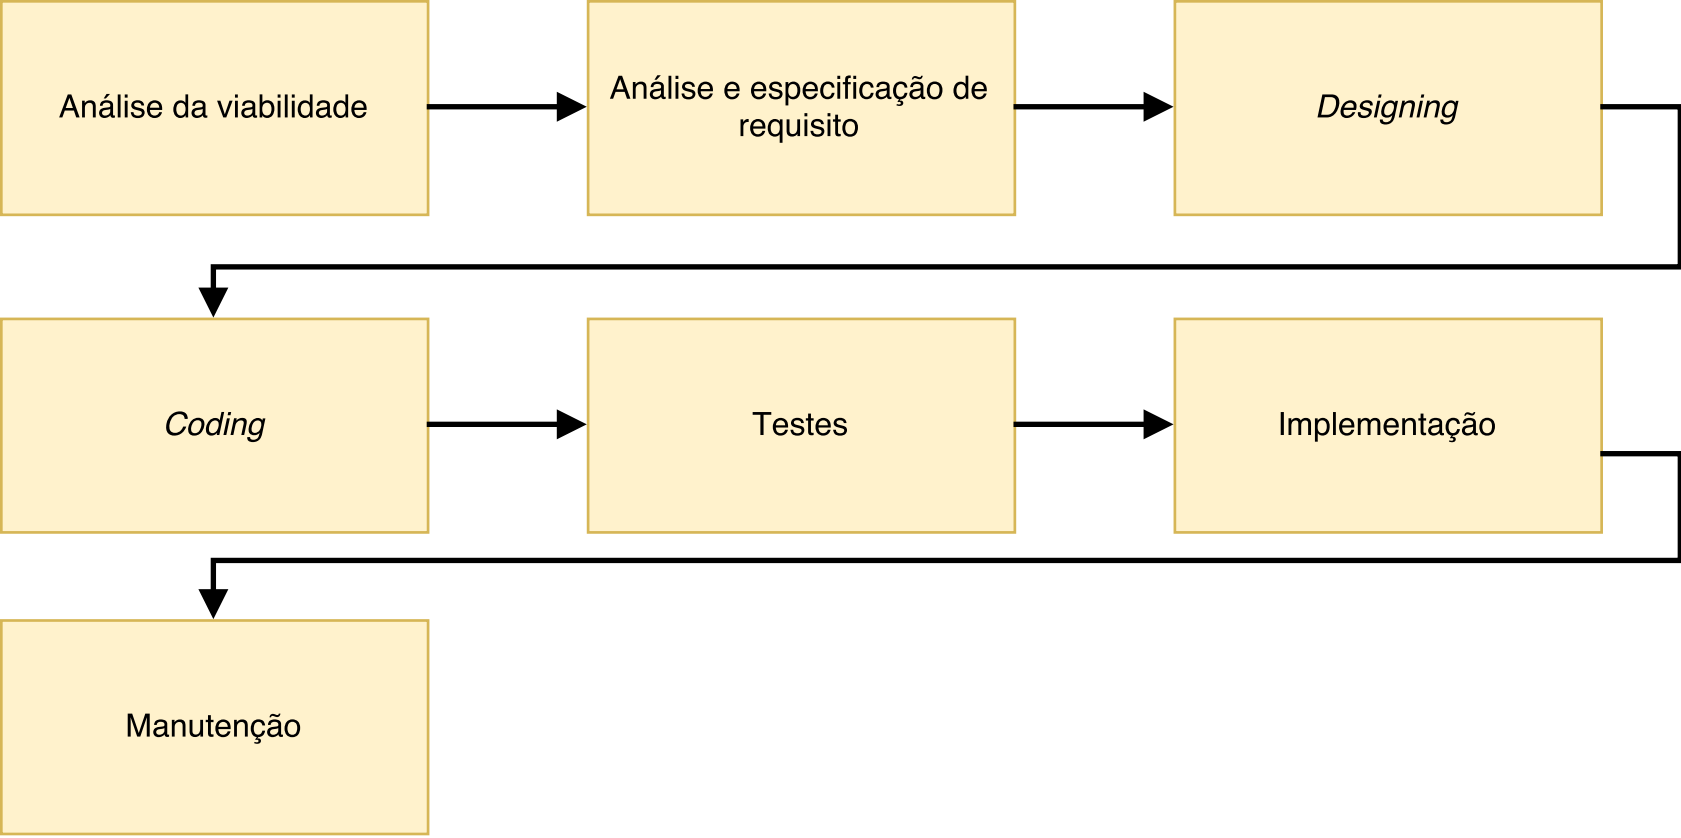 Análise da viabilidade
Análise e especificação de
requisito
Designing
Coding
Testes
Implementação
Manutenção